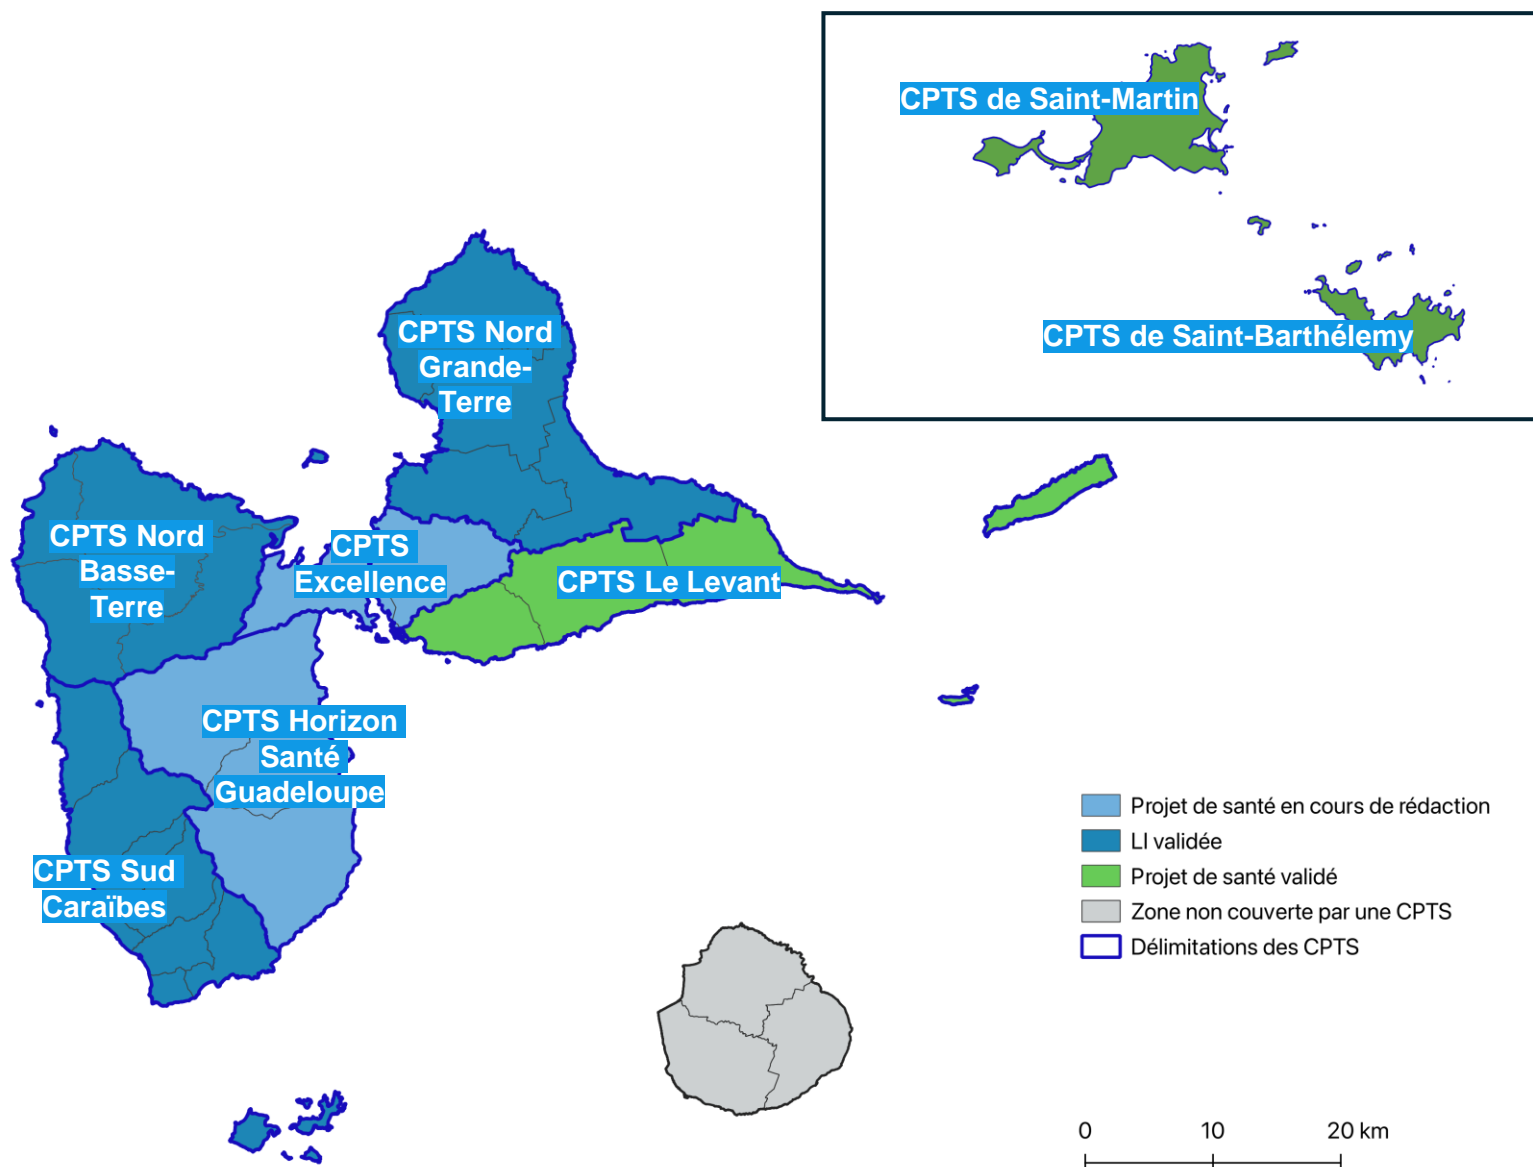 CPTS de Saint-Martin
CPTS de Saint-Barthélemy
CPTS Nord
Grande-
Terre
CPTS Nord
Basse-
Terre
CPTS
Excellence
CPTS Le Levant
CPTS Horizon
Santé
Guadeloupe
CPTS Sud
Caraïbes
Projet de santé en cours de rédaction
LI validée
Projet de santé validé
Zone non couverte par une CPTS
Délimitations des CPTS
0 10 20 km